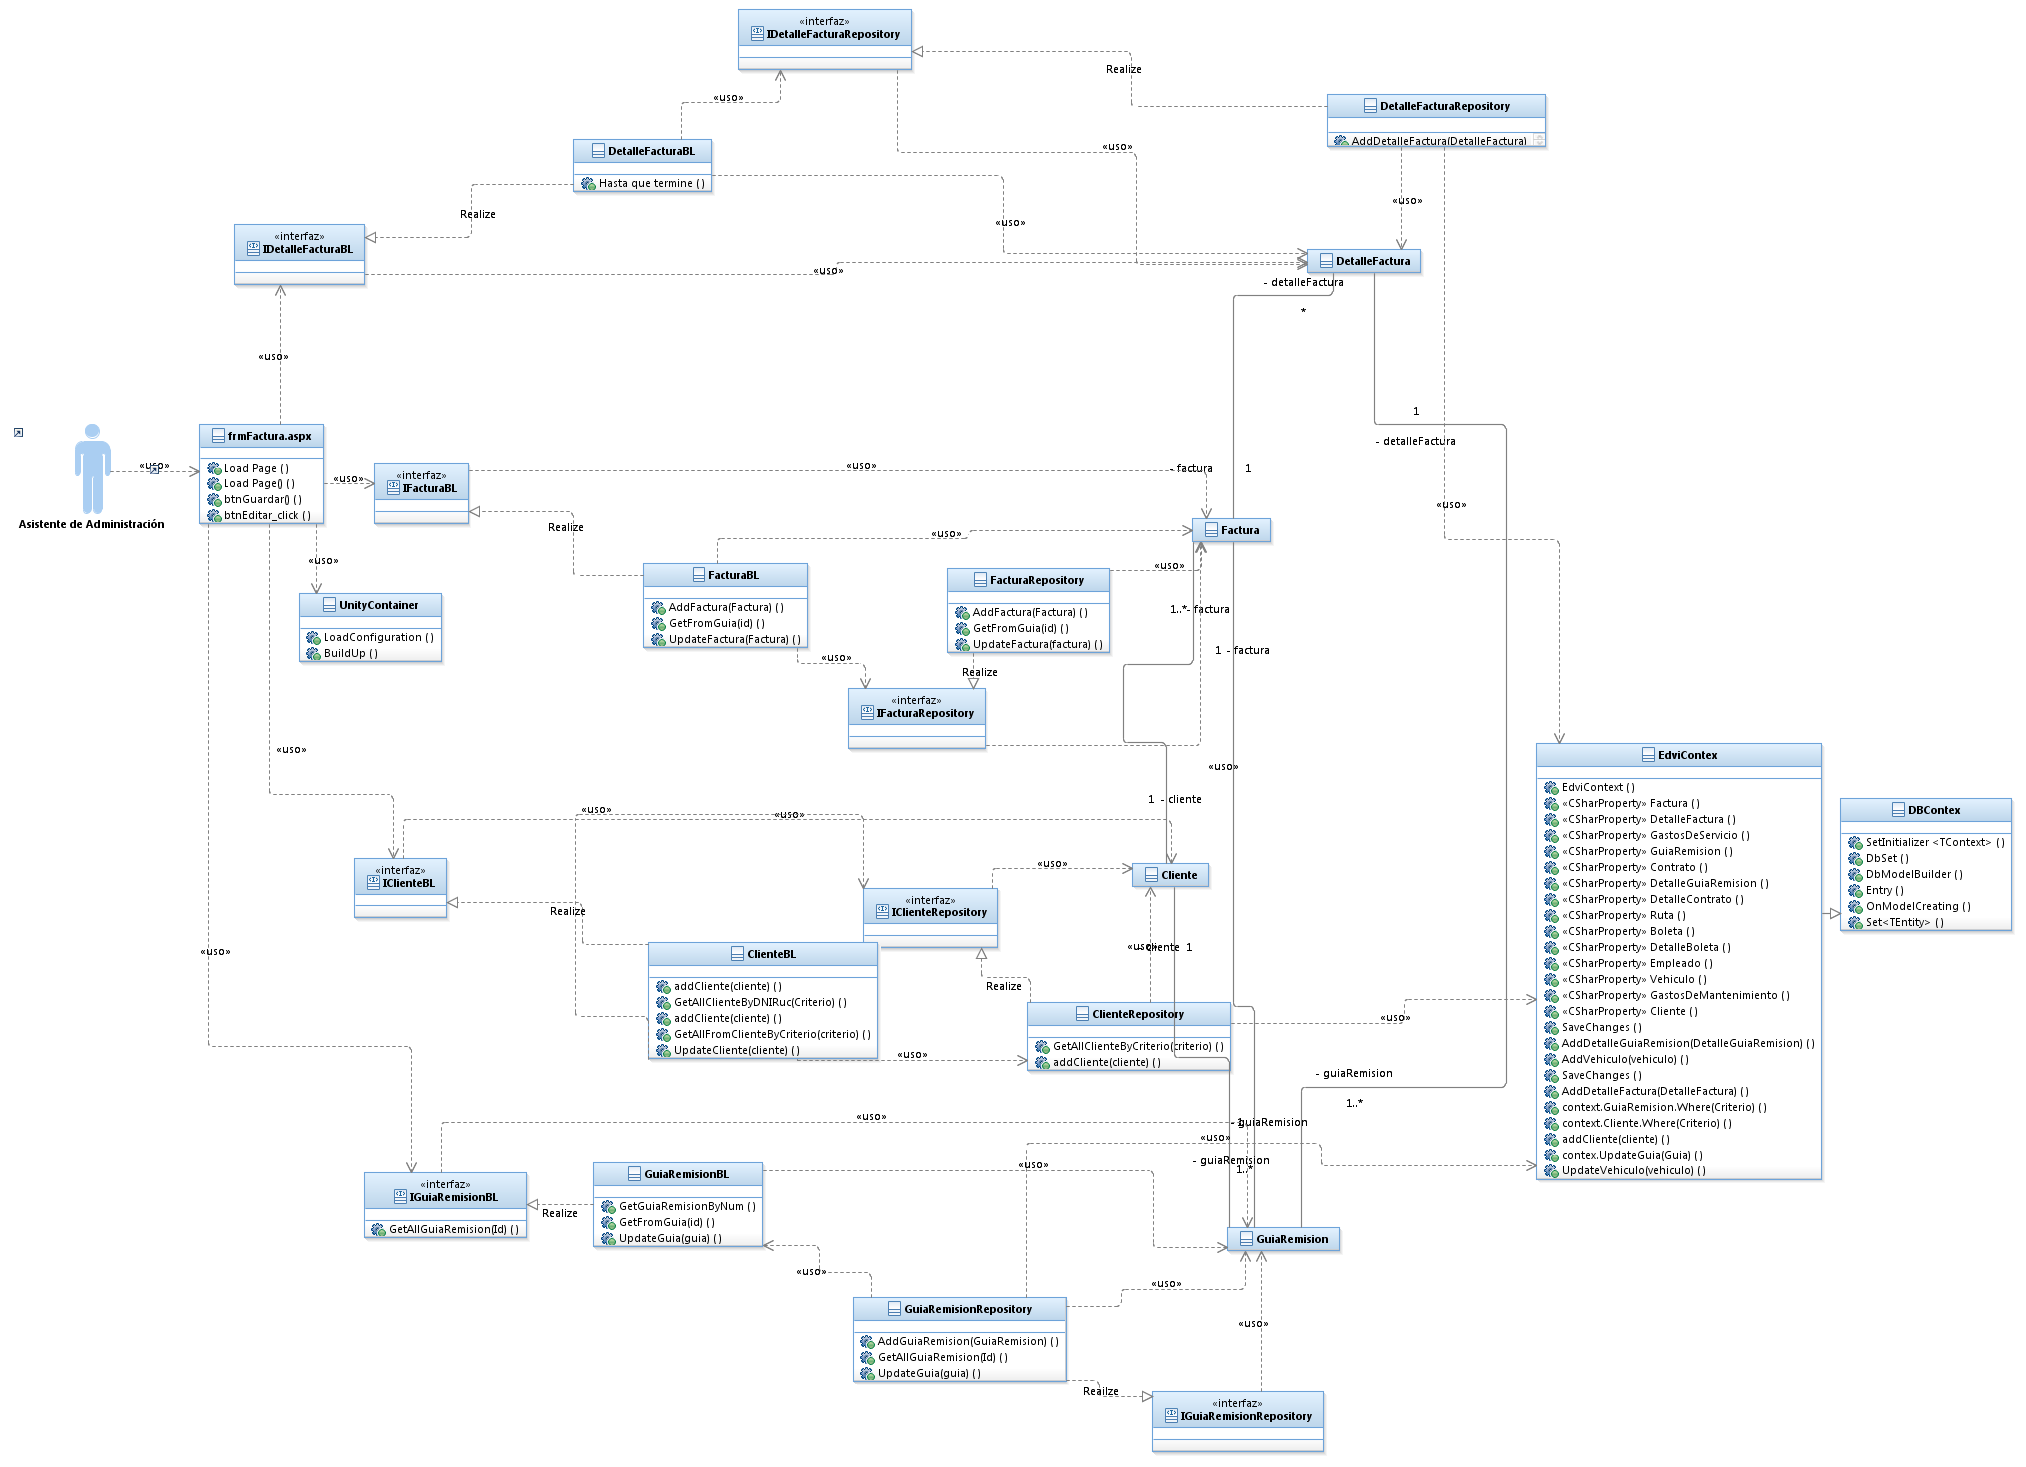 «interfaz»
IDetalleFacturaRepository
Realize
DetalleFacturaRepository
AddDetalleFactura(DetalleFactura)
«uso»
DetalleFacturaBL
Hasta que termine ( )
«uso»
Realize
«uso»
«uso»
«interfaz»
IDetalleFacturaBL
«uso»
DetalleFactura
- detalleFactura
*
«uso»
1
- detalleFactura
frmFactura.aspx
Load Page ( )
Load Page() ( )
btnGuardar() ( )
btnEditar_click ( )
«uso»
Asistente de Administración
«uso»
«interfaz»
IFacturaBL
«uso»
- factura
1
«uso»
Realize
«uso»
Factura
«uso»
UnityContainer
LoadConfiguration ( )
BuildUp ( )
FacturaBL
AddFactura(Factura) ( )
GetFromGuia(id) ( )
UpdateFactura(Factura) ( )
FacturaRepository
AddFactura(Factura) ( )
GetFromGuia(id) ( )
UpdateFactura(factura) ( )
«uso»
1..*
- factura
1
- factura
«uso»
Realize
«interfaz»
IFacturaRepository
«uso»
«uso»
1
- cliente
«uso»
«uso»
«interfaz»
IClienteBL
Realize
«interfaz»
IClienteRepository
«uso»
Cliente
«uso»
- cliente
1
Realize
«uso»
ClienteBL
addCliente(cliente) ( )
GetAllClienteByDNIRuc(Criterio) ( )
addCliente(cliente) ( )
GetAllFromClienteByCriterio(criterio) ( )
UpdateCliente(cliente) ( )
«uso»
ClienteRepository
GetAllClienteByCriterio(criterio) ( )
addCliente(cliente) ( )
«uso»
EdviContex
EdviContext ( )
«CSharProperty» Factura ( )
«CSharProperty» DetalleFactura ( )
«CSharProperty» GastosDeServicio ( )
«CSharProperty» GuiaRemision ( )
«CSharProperty» Contrato ( )
«CSharProperty» DetalleGuiaRemision ( )
«CSharProperty» DetalleContrato ( )
«CSharProperty» Ruta ( )
«CSharProperty» Boleta ( )
«CSharProperty» DetalleBoleta ( )
«CSharProperty» Empleado ( )
«CSharProperty» Vehiculo ( )
«CSharProperty» GastosDeMantenimiento ( )
«CSharProperty» Cliente ( )
SaveChanges ( )
AddDetalleGuiaRemision(DetalleGuiaRemision) ( )
AddVehiculo(vehiculo) ( )
SaveChanges ( )
AddDetalleFactura(DetalleFactura) ( )
context.GuiaRemision.Where(Criterio) ( )
context.Cliente.Where(Criterio) ( )
addCliente(cliente) ( )
contex.UpdateGuia(Guia) ( )
UpdateVehiculo(vehiculo) ( )
DBContex
SetInitializer <TContext> ( )
DbSet ( )
DbModelBuilder ( )
Entry ( )
OnModelCreating ( )
Set<TEntity> ( )
- guiaRemision
1..*
«uso»
1
- guiaRemision
«uso»
- guiaRemision
1..*
«interfaz»
IGuiaRemisionBL
GetAllGuiaRemision(Id) ( )
Realize
GuiaRemisionBL
GetGuiaRemisionByNum ( )
GetFromGuia(id) ( )
UpdateGuia(guia) ( )
«uso»
GuiaRemision
«uso»
«uso»
GuiaRemisionRepository
AddGuiaRemision(GuiaRemision) ( )
GetAllGuiaRemision(Id) ( )
UpdateGuia(guia) ( )
«uso»
Realize
«interfaz»
IGuiaRemisionRepository